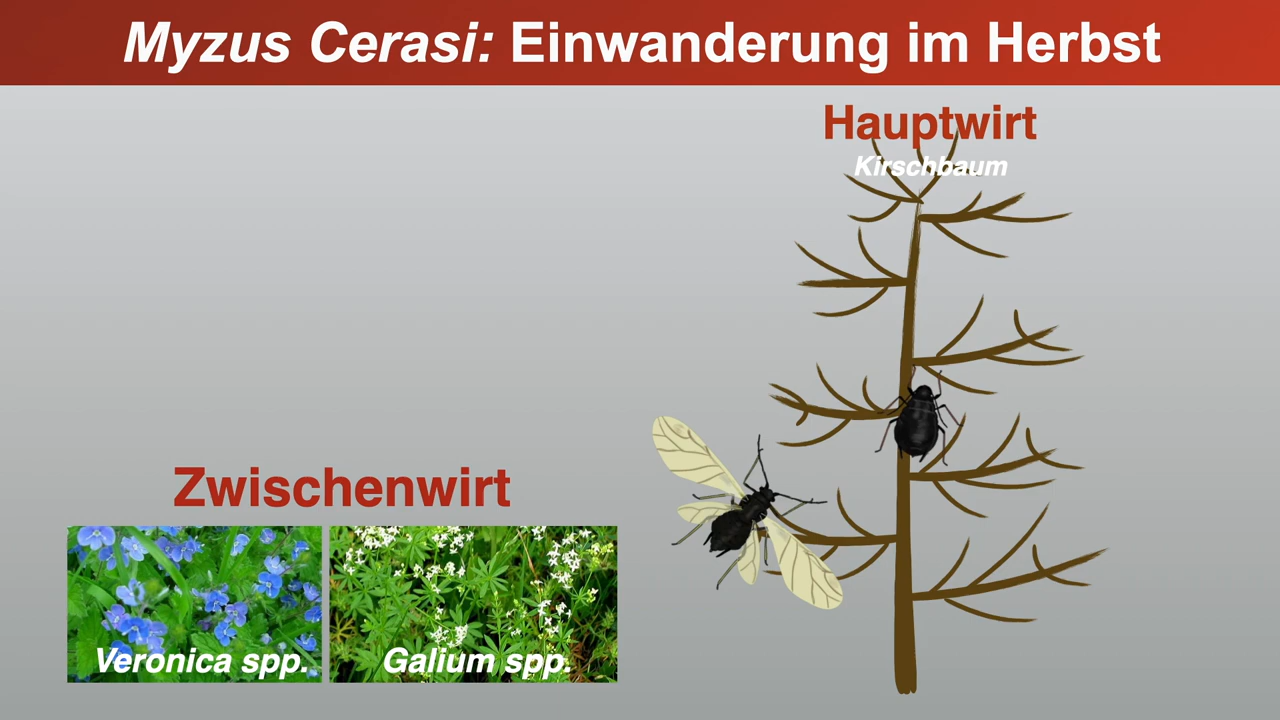 Myzus Cerasi: Einwanderung im Herbst
Hauptwirt
Kirschbaum
Zwischenwirt
Veronica spp.
Galium spp.